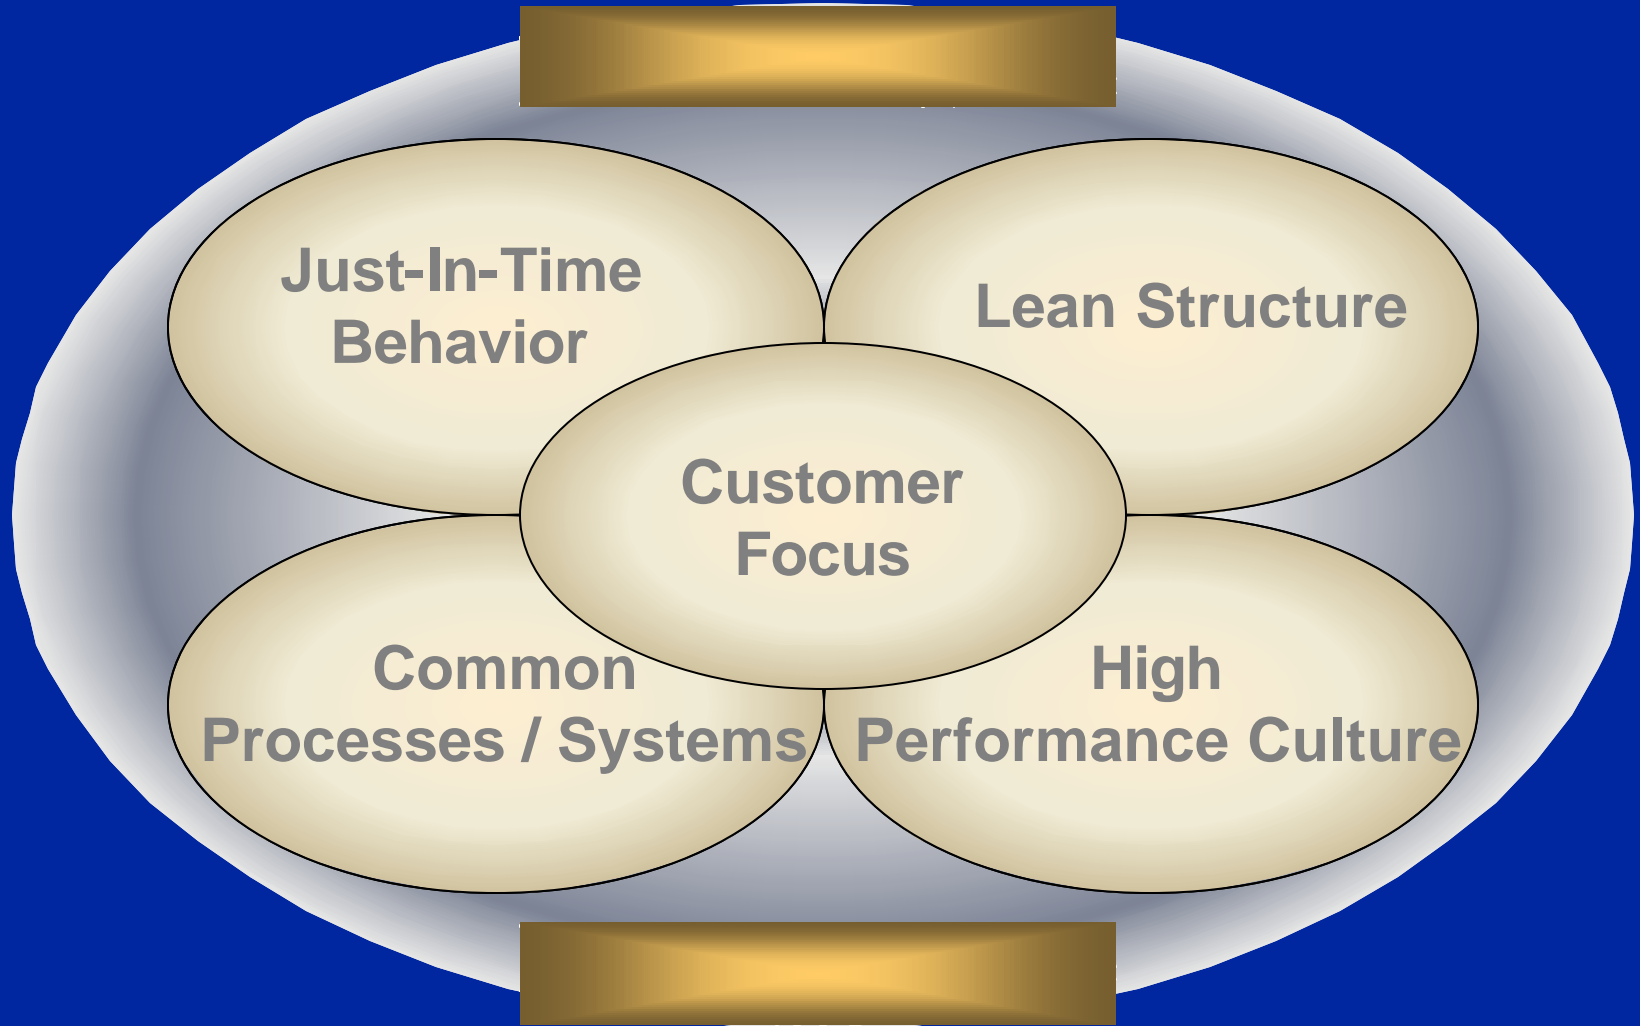 Just-In-Time
Behavior
Lean Structure
Customer
Focus
Common
Processes / Systems
High
Performance Culture